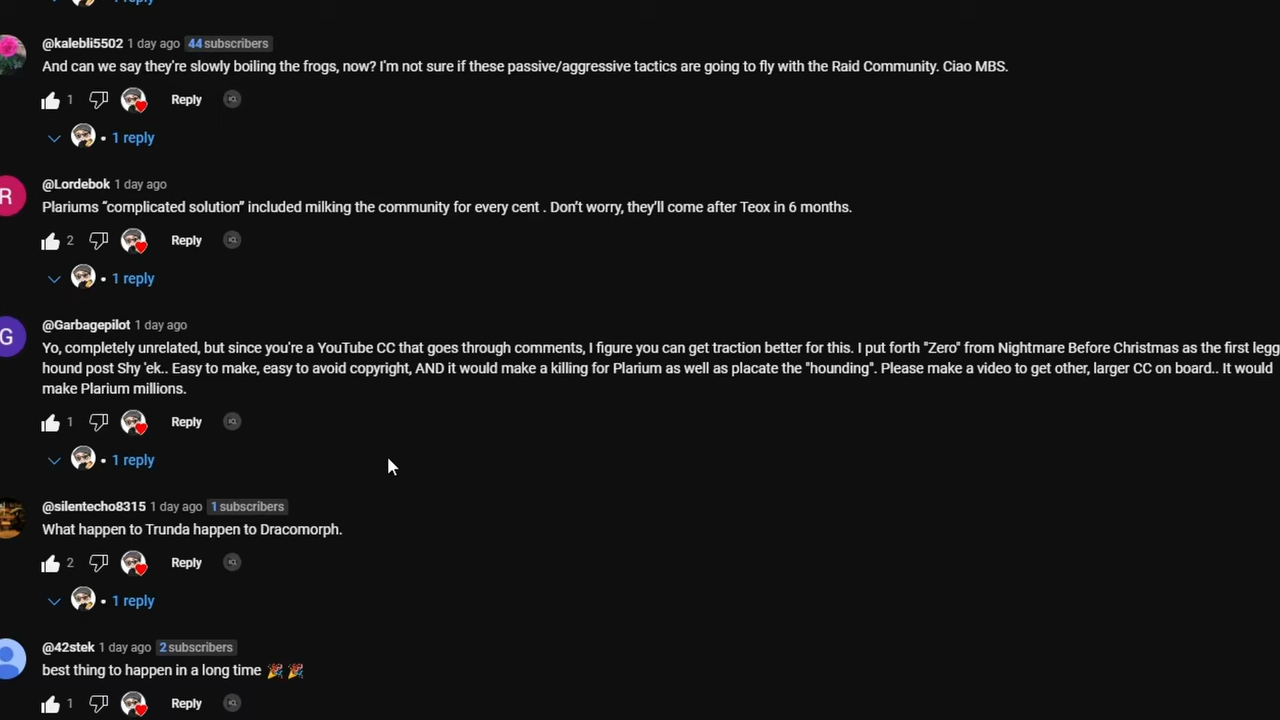 1 reply
@kalebli5502 1 day ago 44 subscribers
And can we say they're slowly boiling the frogs, now? I'm not sure if these passive/aggressive tactics are going to fly with the Raid Community. Ciao MBS.
1 Reply
• 1 reply
R
@Lordebok 1 day ago
Plariums “complicated solution” included milking the community for every cent . Don’t worry, they’ll come after Teox in 6 months.
2 Reply
• 1 reply
G
@Garbagepilot 1 day ago
Yo, completely unrelated, but since you're a YouTube CC that goes through comments, I figure you can get traction better for this. I put forth "Zero" from Nightmare Before Christmas as the first legg
hound post Shy 'ek.. Easy to make, easy to avoid copyright, AND it would make a killing for Plarium as well as placate the "hounding". Please make a video to get other, larger CC on board.. It would
make Plarium millions.
1 Reply
• 1 reply
@silentecho8315 1 day ago 1 subscribers
What happen to Trunda happen to Dracomorph.
2 Reply
• 1 reply
@42stek 1 day ago 2 subscribers
best thing to happen in a long time 🎉 🎉
1 Reply